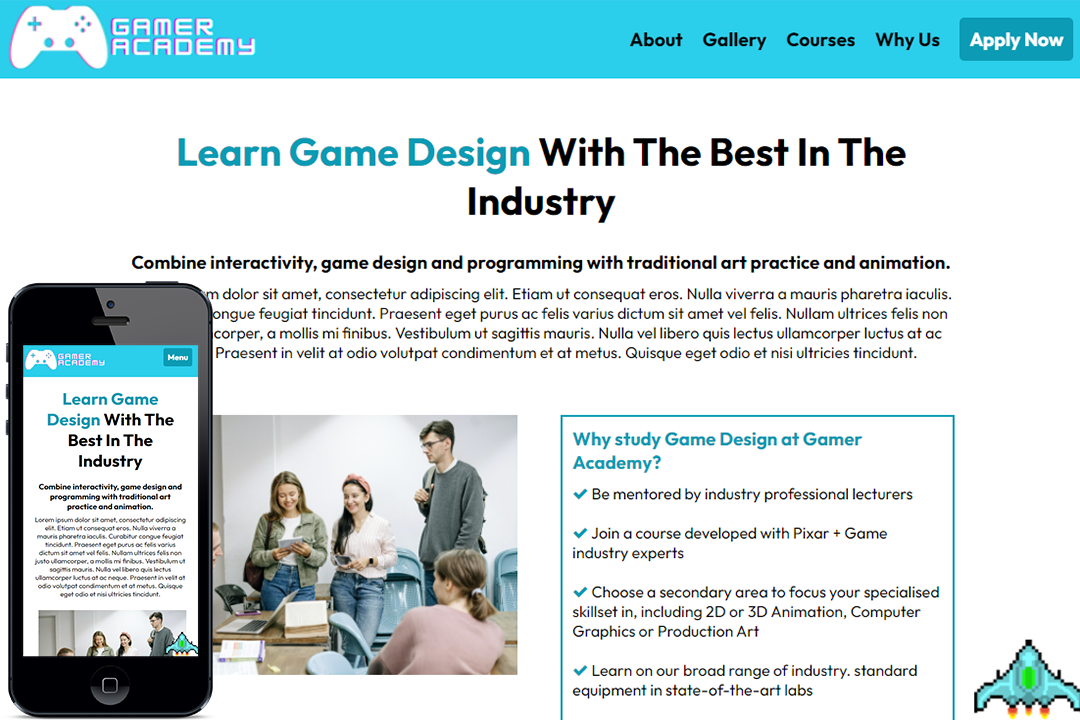 GAMER
ACADEMY
About Gallery Courses Why Us Apply Now
Learn Game Design With The Best In The
Industry
Combine interactivity, game design and programming with traditional art practice and animation.
dolor sit amet, consectetur adipiscing elit. Etiam ut consequat eros. Nulla viverra a mauris pharetra iaculis.
congue feugiat tincidunt. Praesent eget purus ac felis varius dictum sit amet vel felis. Nullam ultrices felis non
corper, a mollis mi finibus. Vestibulum ut sagittis mauris. Nulla vel libero quis lectus ullamcorper luctus at ac
Praesent in velit at odio volutpat condimentum et at metus. Quisque eget odio et nisi ultricies tincidunt.
Why study Game Design at Gamer
Academy?
Be mentored by industry professional lecturers
Join a course developed with Pixar + Game
industry experts
Choose a secondary area to focus your specialised
skillset in, including 2D or 3D Animation, Computer
Graphics or Production Art
Learn on our broad range of industry. standard
equipment in state-of-the-art labs
GAMER
ACADEMY
Menu
Learn Game
Design With The
Best In The
Industry
Combine interactivity, game design and
programming with traditional art
practice and animation.
Lorem ipsum dolor sit amet, consectetur adipiscing
elit. Etiam ut consequat eros. Nulla viverra a
mauris pharetra iaculis. Curabitur congue feugiat
tincidunt. Praesent eget purus ac felis varius
dictum sit amet vel felis. Nullam ultrices felis non
justo ullamcorper, a mollis mi finibus. Vestibulum ut
sagittis mauris. Nulla vel libero quis lectus
ullamcorper luctus at ac neque. Praesent in velit at
odio volutpat condimentum et at metus. Quisque
eget odio et nisi ultricies tincidunt.